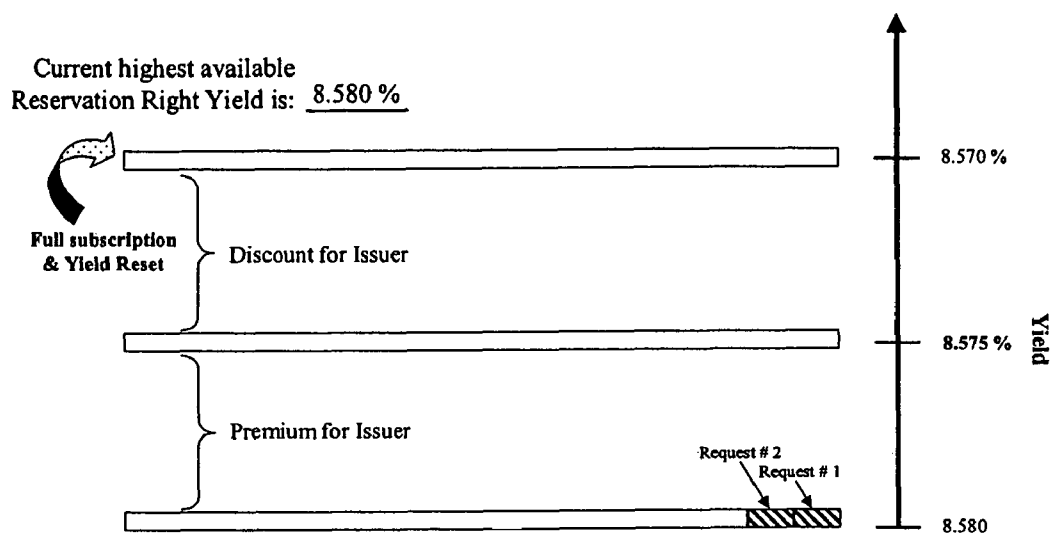 Current highest available
Reservation Right Yield is: 8.580 %
8.570 %
Full subscription
& Yield Reset
Discount for Issuer
8.575 %
Yield
Premium for Issuer
Request # 2
Request # 1
8.580